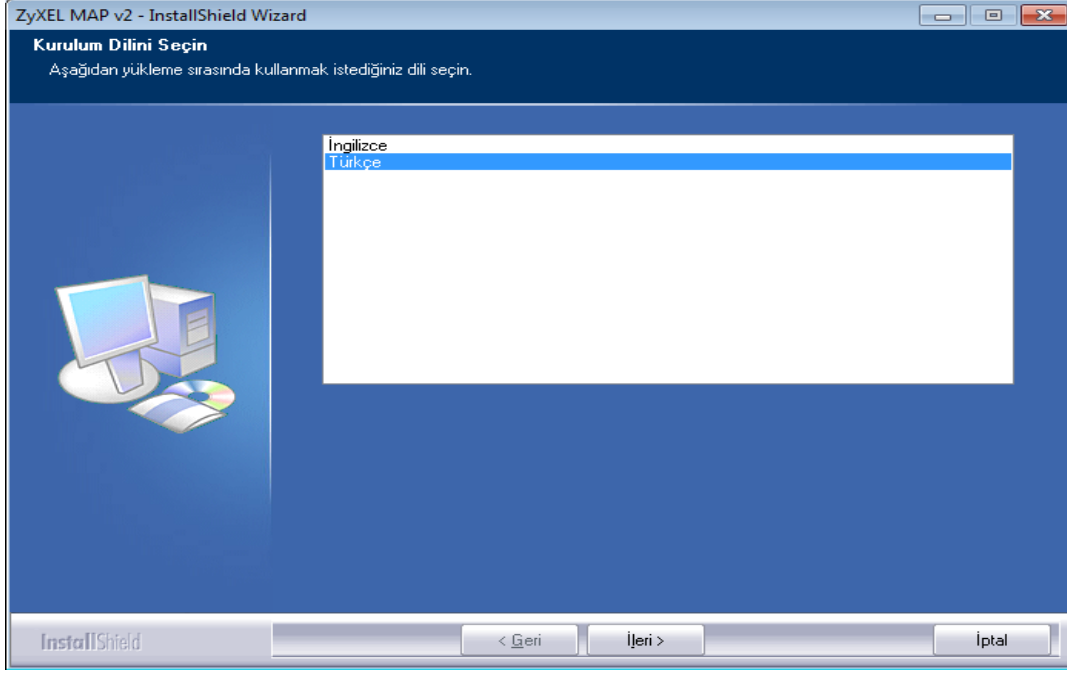 ZyXEL MAP v2 - InstallShield Wizard
Kurulum Dilini Seçin
Aşağıdan yükleme sırasında kullanmak istediğiniz dili seçin.
İngilizce
Türkçe
InstallShield
< Geri
İleri >
İptal